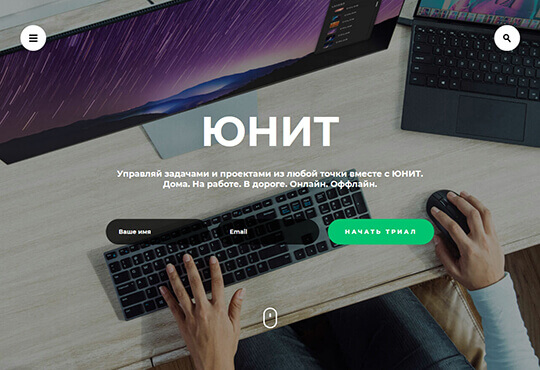 ЮНИТ
Управляй задачами и проектами из любой точки вместе с ЮНИТ.
Дома. На работе. В дороге. Онлайн. Оффлайн.
Ваше имя
Email
НАЧАТЬ ТРИАЛ